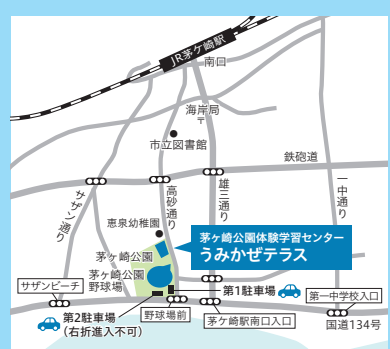 JR茅ケ崎駅
南口
海岸局
〒
市立図書館
鉄砲道
サザン通り
高砂通り
雄三通り
一中通り
恵泉幼稚園
茅ヶ崎公園体験学習センター
うみかぜテラス
茅ヶ崎公園
茅ヶ崎公園
野球場
サザンビーチ
第1駐車場
第一中学校入口
第2駐車場
(右折進入不可)
野球場前
茅ケ崎駅南口入口
国道134号